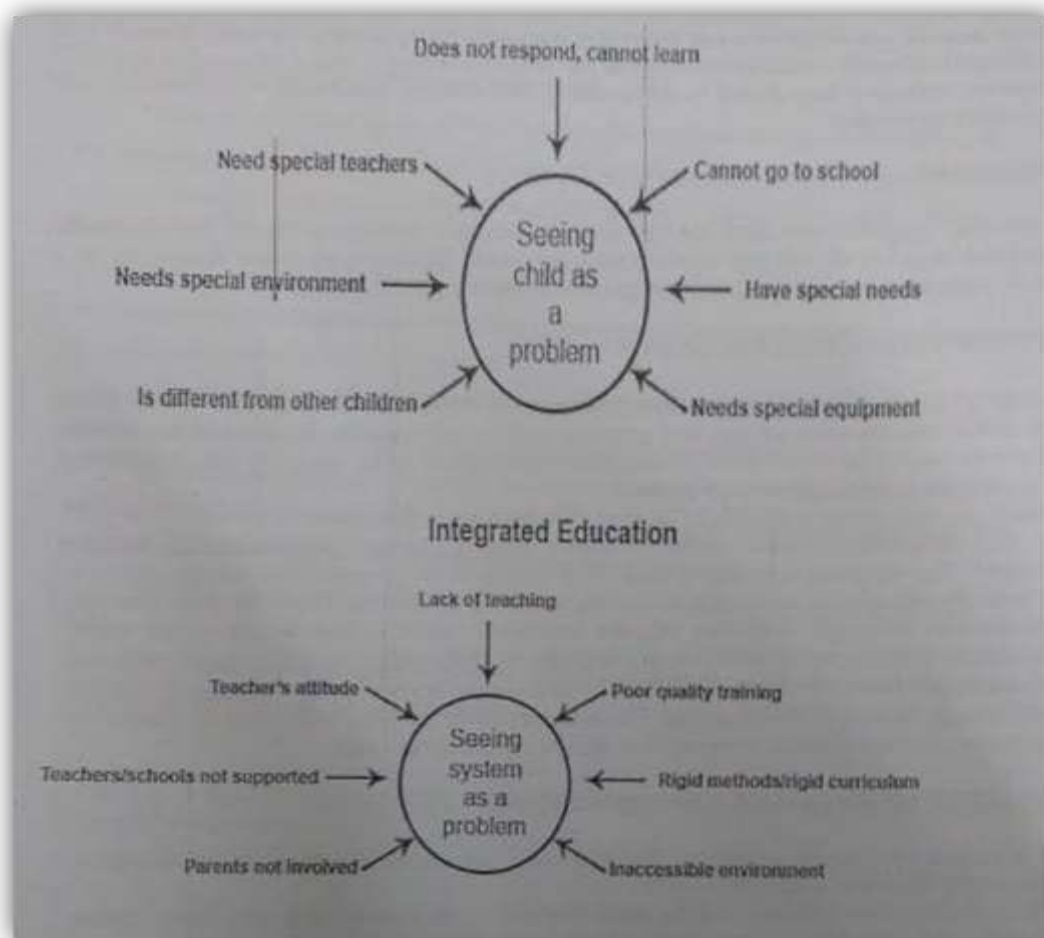 Does not respond, cannot learn
Need special teachers
Cannot go to school
Seeing
child as
a
problem
Needs special environment
Have special needs
Is different from other children
Needs special equipment
Integrated Education
Lack of teaching
Teacher's attitude
Poor quality training
Seeing
system
as a
problem
Teachers/schools not supported
Rigid methods/rigid curriculum
Parents not involved
Inaccessible environment